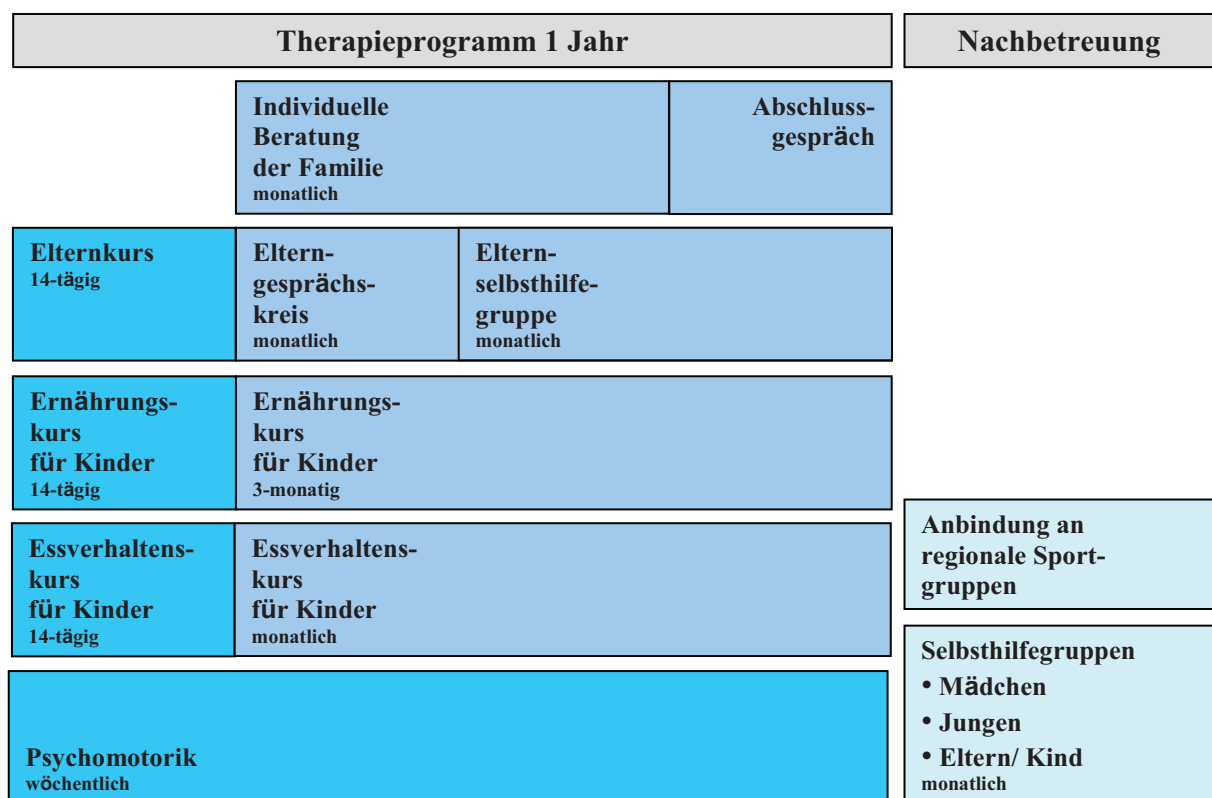 Therapieprogramm 1 Jahr
Nachbetreuung
Individuelle
Beratung
der Familie
monatlich
Abschluss-
gespräch
Elternkurs
14-tägig
Eltern-
gesprächs-
kreis
monatlich
Eltern-
selbsthilfe-
gruppe
monatlich
Ernährungs-
kurs
für Kinder
14-tägig
Ernährungs-
kurs
für Kinder
3-monatig
Essverhaltens-
kurs
für Kinder
14-tägig
Essverhaltens-
kurs
für Kinder
monatlich
Psychomotorik
wöchentlich
Anbindung an
regionale Sport-
gruppen
Selbsthilfegruppen
• Mädchen
• Jungen
• Eltern/ Kind
monatlich